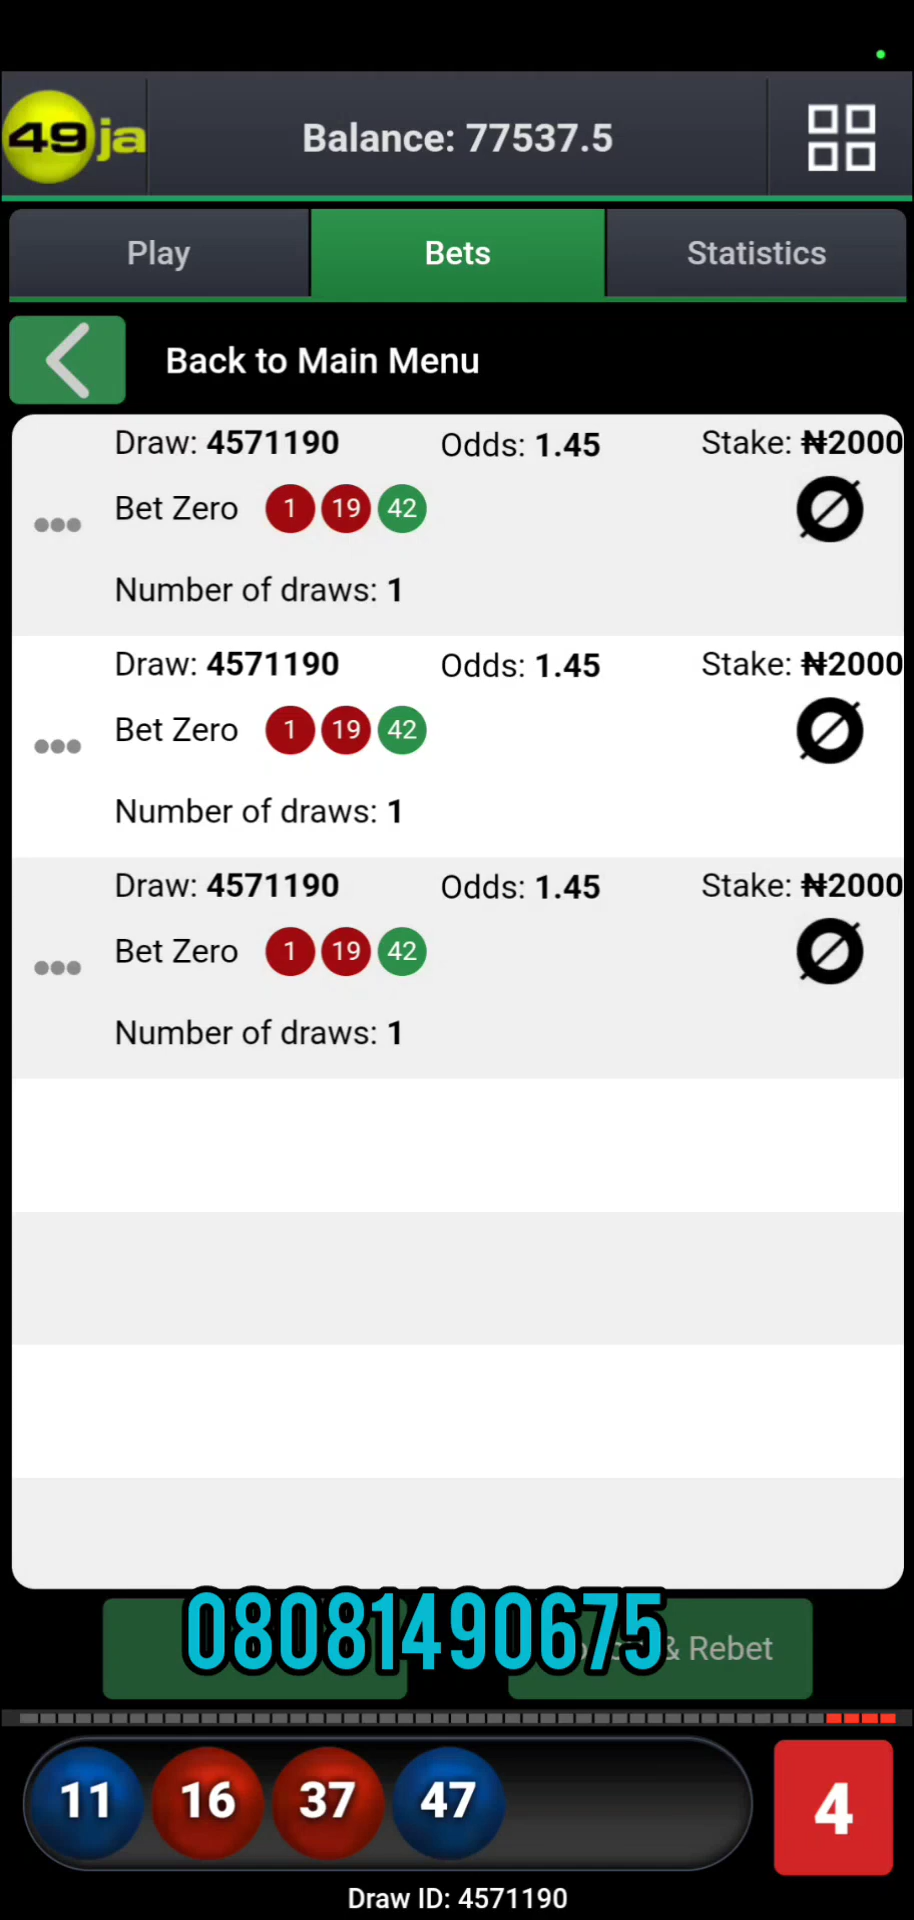 49ja
Balance: 77537.5
Play
Bets
Statistics
Back to Main Menu
Draw: 4571190 Odds: 1.45 Stake: ₦2000
Bet Zero 1 19 42
Number of draws: 1
Draw: 4571190 Odds: 1.45 Stake: ₦2000
Bet Zero 1 19 42
Number of draws: 1
Draw: 4571190 Odds: 1.45 Stake: ₦2000
Bet Zero 1 19 42
Number of draws: 1
08081490675
& Rebet
11 16 37 47
4
Draw ID: 4571190